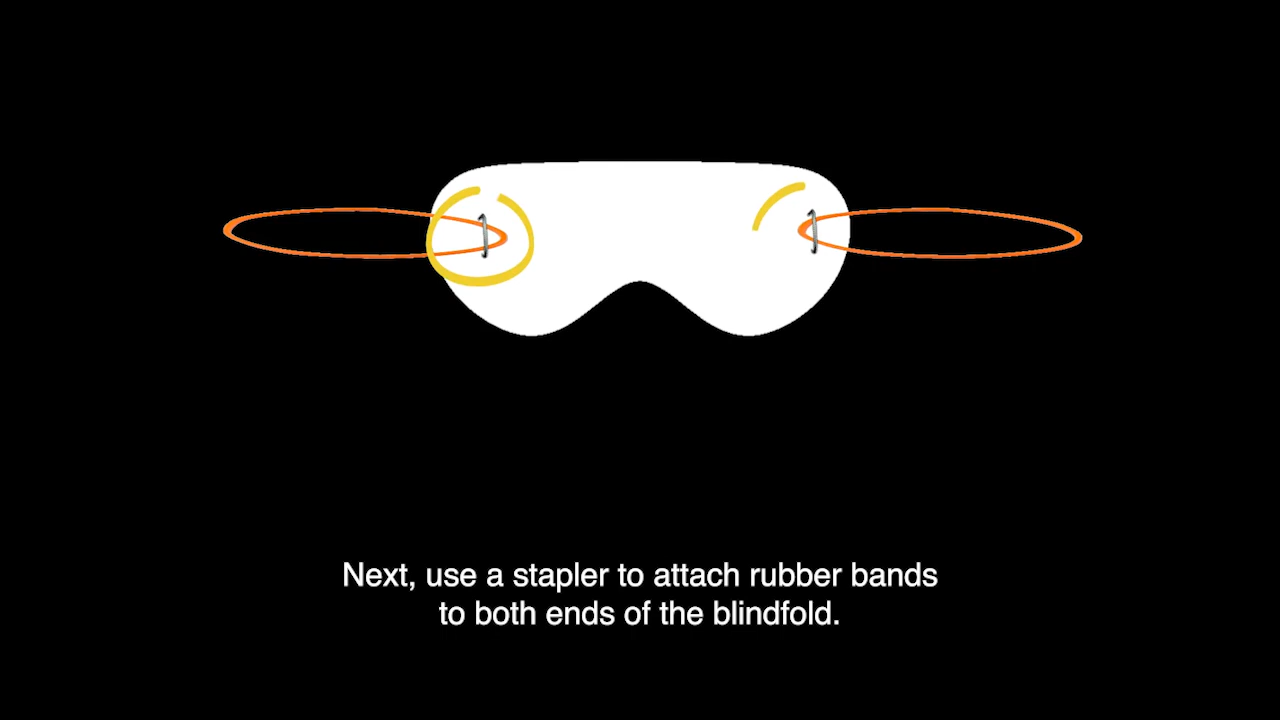 Next, use a stapler to attach rubber bands
to both ends of the blindfold.